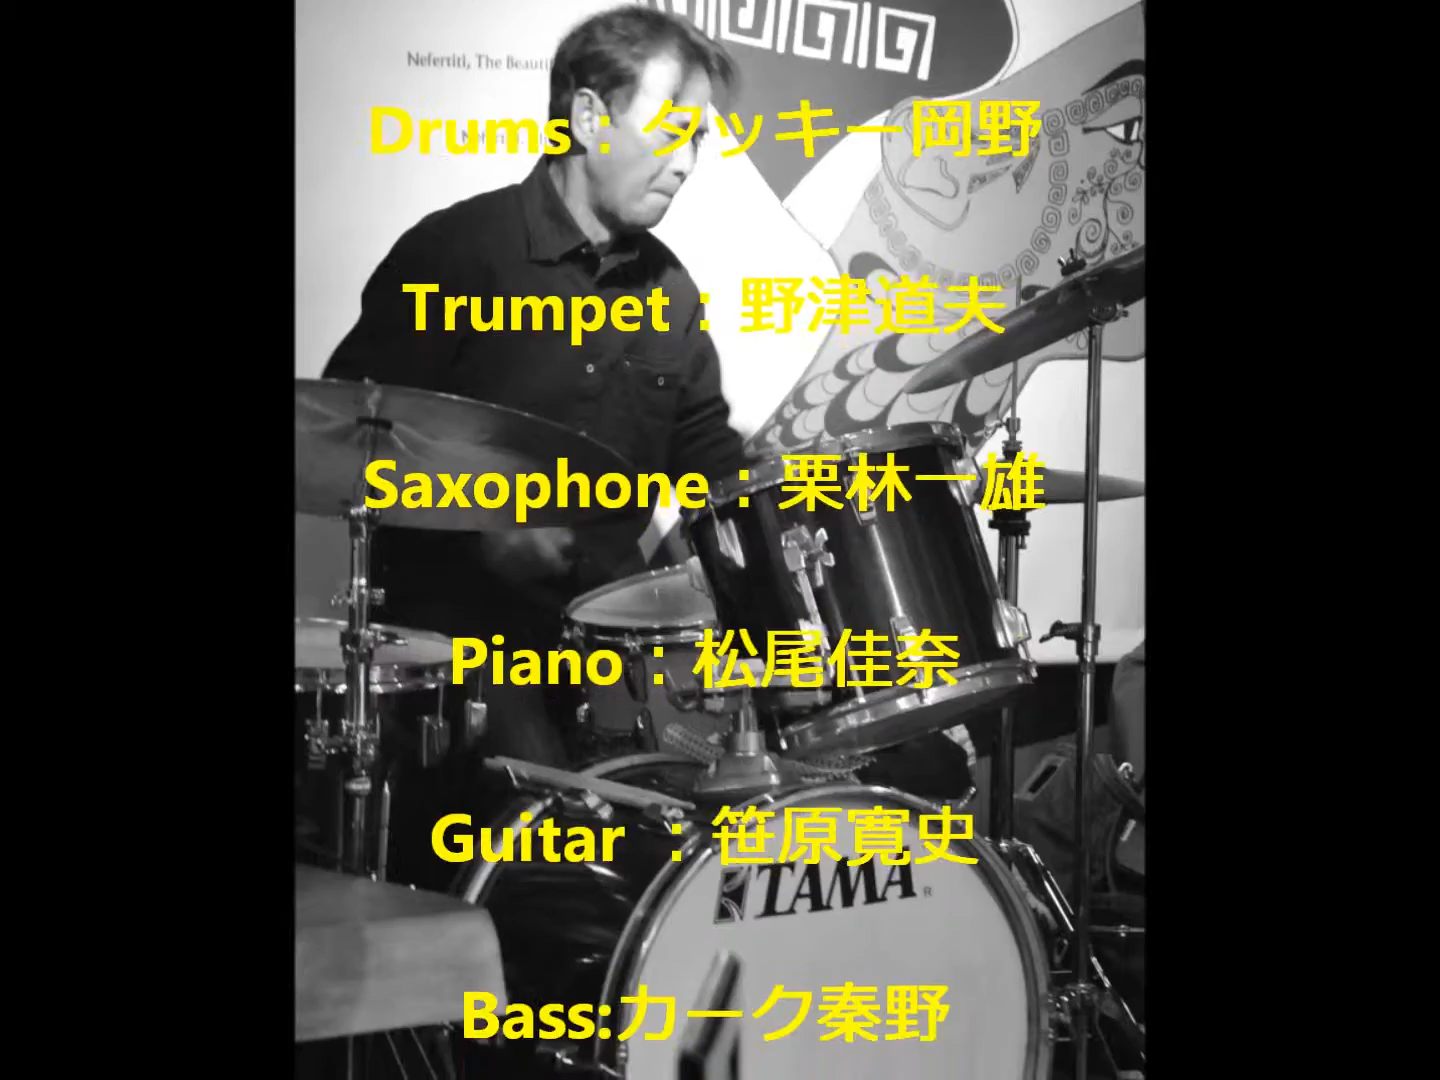 Nefertiti, The Beauti
Drums：タッキー岡野
Trumpet：野津道夫
Saxophone：栗林一雄
Piano：松尾佳奈
Guitar ：笹原寛史
TAMA®
Bass:カーク秦野